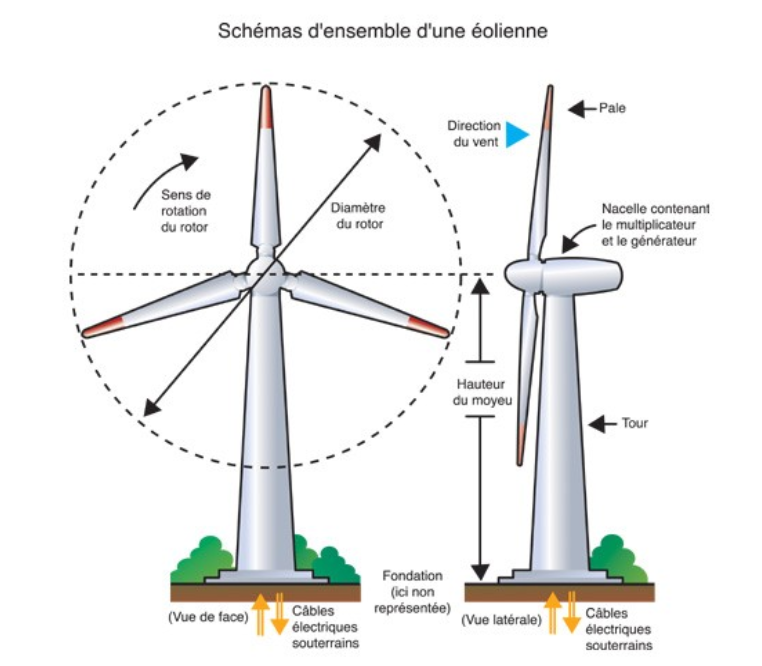 Schémas d'ensemble d'une éolienne
Pale
Direction
du vent
Sens de
rotation
du rotor
Diamètre
du rotor
Nacelle contenant
le multiplicateur
et le générateur
Hauteur
du moyeu
Tour
Fondation
(ici non
représentée)
(Vue de face)
Câbles
électriques
souterrains
(Vue latérale)
Câbles
électriques
souterrains